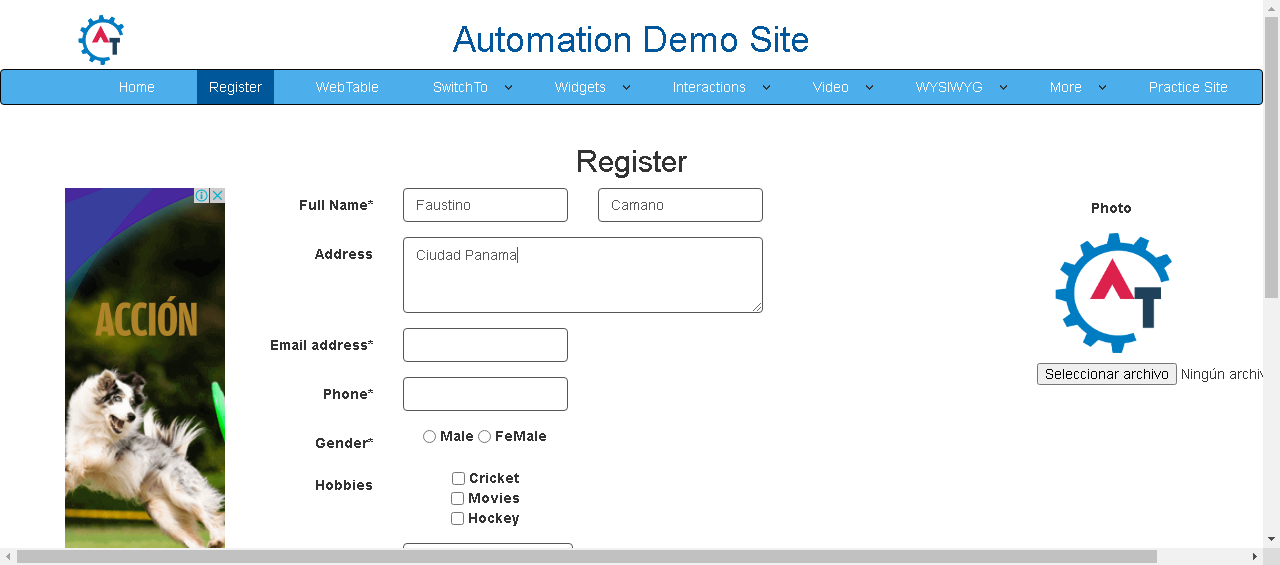 Automation Demo Site
Home Register WebTable SwitchTo Widgets Interactions Video WYSIWYG More Practice Site
Register
Full Name* Faustino Camano
Photo
Address Ciudad Panama
ACCIÓN
Email address*
Seleccionar archivo Ningún archiv
Phone*
Gender* Male FeMale
Hobbies Cricket
Movies
Hockey